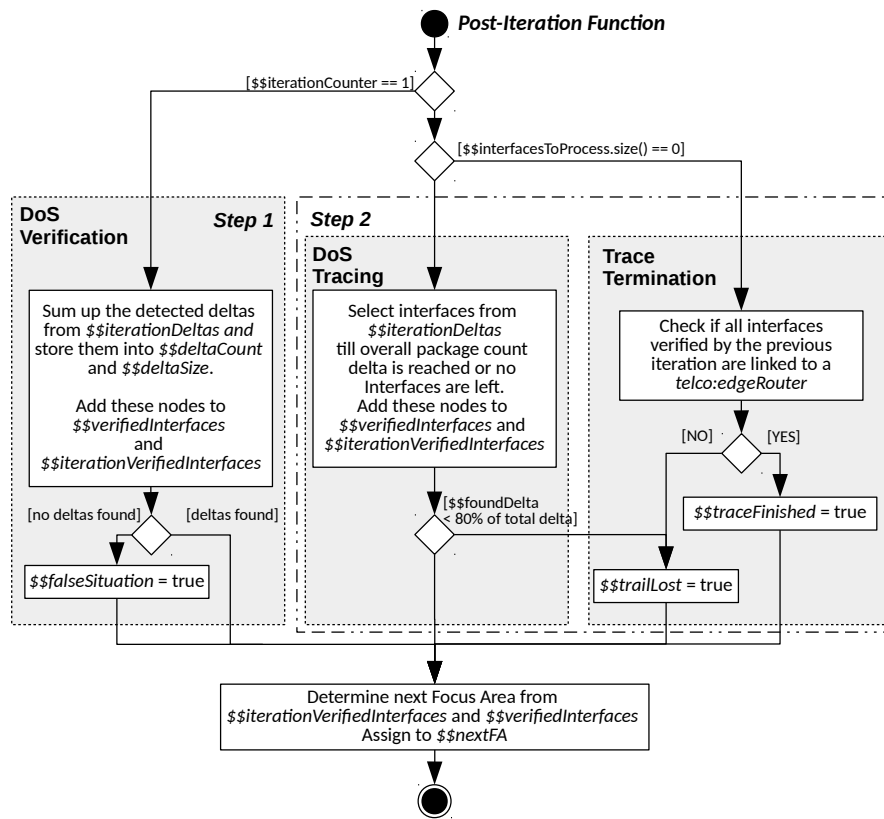 Post-Iteration Function
[$$iterationCounter == 1]
[$$interfacesToProcess.size() == 0]
DoS
Verification
Step 1
Step 2
DoS
Tracing
Trace
Termination
Sum up the detected deltas
from $$iterationDeltas and
store them into $$deltaCount
and $$deltaSize.
Add these nodes to
$$verifiedInterfaces
and
$$iterationVerifiedInterfaces
Select interfaces from
$$iterationDeltas
till overall package count
delta is reached or no
Interfaces are left.
Add these nodes to
$$verifiedInterfaces and
$$iterationVerifiedInterfaces
Check if all interfaces
verified by the previous
iteration are linked to a
telco:edgeRouter
[NO]
[YES]
[no deltas found]
[deltas found]
[$$foundDelta
< 80% of total delta]
$$traceFinished = true
$$falseSituation = true
$$trailLost = true
Determine next Focus Area from
$$iterationVerifiedInterfaces and $$verifiedInterfaces
Assign to $$nextFA